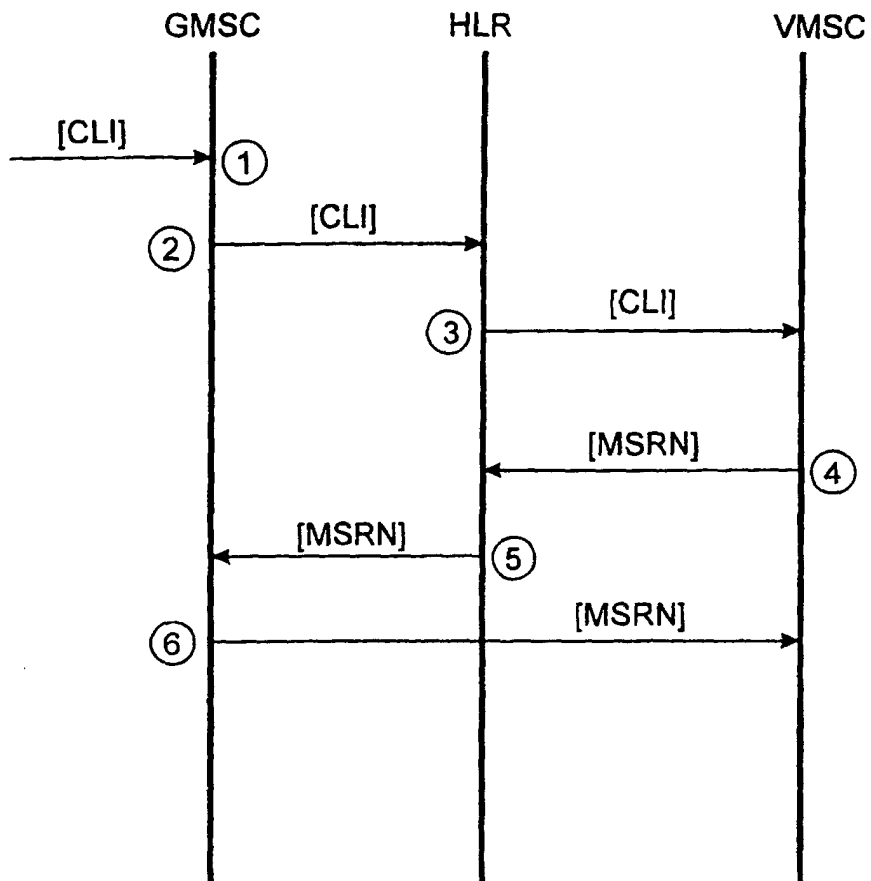 GMSC HLR VMSC
[CLI]
1
[CLI]
2
[CLI]
3
[MSRN]
4
[MSRN]
5
[MSRN]
6